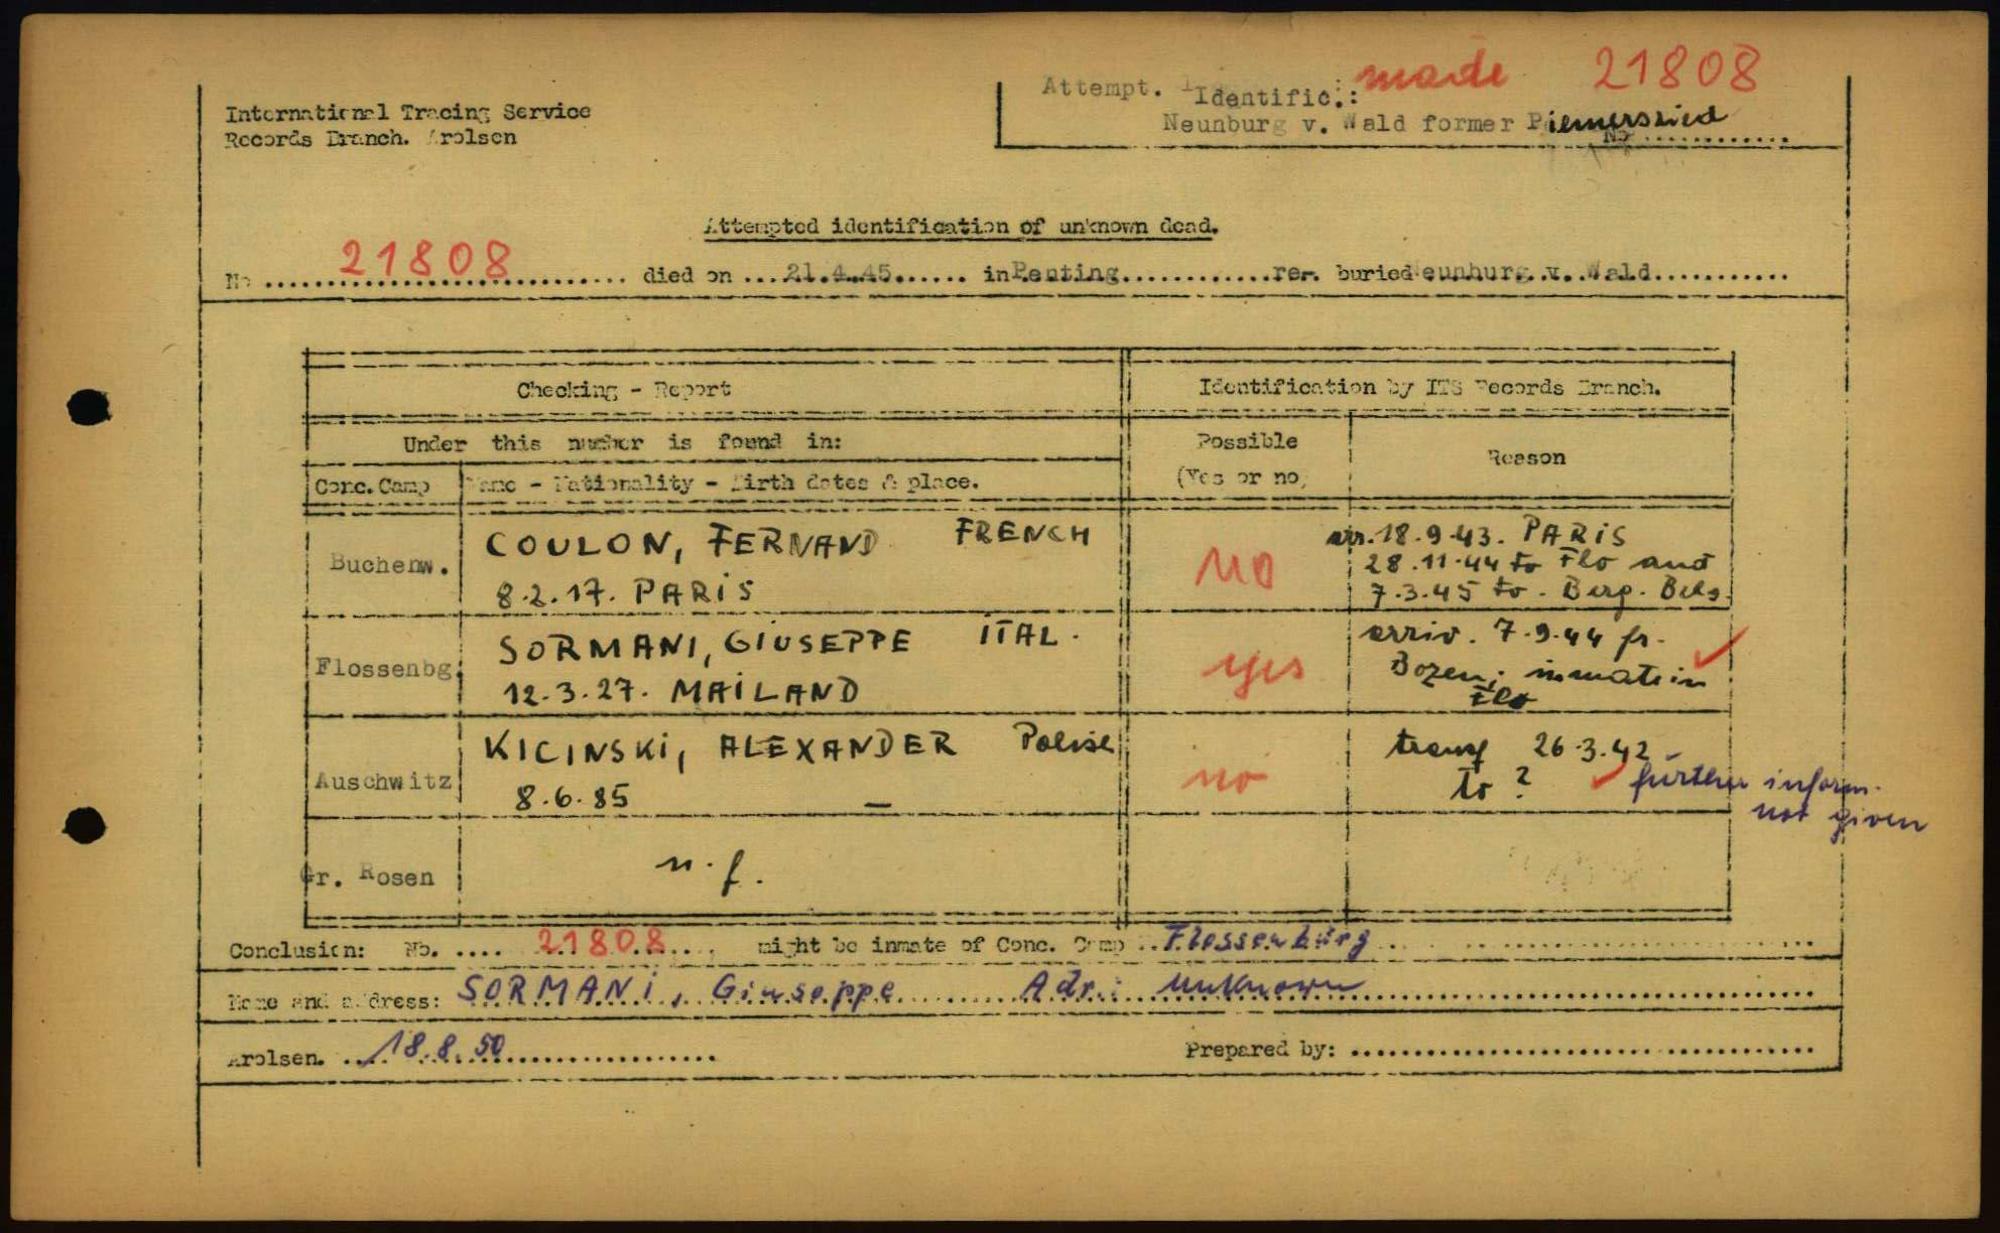 Attempt. Identific.: made 21808
International Tracing Service
Neunburg v. Wald former Piemersried
Records Branch. Arolsen
No ............
Attempted identification of unknown dead.
No ....21808.... died on ....21.4.45...... in Penting.............rer. buried Neunburg.v..Wald...........
Checking - Report
Identification by ITS Records Branch.
Under this number is found in:
Possible
(Yes or no)
Reason
Conc. Camp
Name - Nationality - Birth dates & place.
Buchenw.
COULON, FERNAND FRENCH
8.2.17. PARiS
no
arr. 18.9.43. PARiS
28.11.44 to Flo and
7.3.45 to. Berg. Bels.
Flossenbg.
SORMANI, GIUSEPPE ITAL.
12.3.27. MAiLAND
yes
arriv. 7.9.44 fr.
Bozen; inmate in
Flo
Auschwitz
KICINSKi, ALEXANDER Polish
8.6.85 —
no
transf 26.3.42
to ?
further inform.
not given
Gr. Rosen
n.f.
Conclusion: No. .... 21808.... might be inmate of Conc. Camp ..Flossenbürg.. ...................
Name and address: SORMANi, Giuseppe........Adr.: unknown...........................
Arolsen. ....18.8.50...................
Prepared by: ...................................